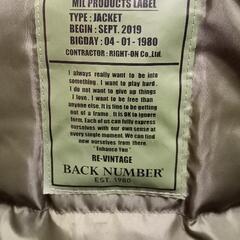 MIL PRODUCTS LABEL
TYPE : JACKET
BEGIN : SEPT. 2019
BIGDAY : 04 - 01 - 1980
CONTRACTOR : RIGHT-ON Co.,Ltd.
I always really want to be into
something. I want to play hard.
I do not want to give up things
I love. I want to be free than
anyone else. It is fine to be getting
out of a frame . It is OK to ignore
it. Each of us can fully express
ourselves with our own sense at
every single moment. We can find
new ourselves from there.
"Enhance You"
RE-VINTAGE
BACK NUMBER
EST. 1980